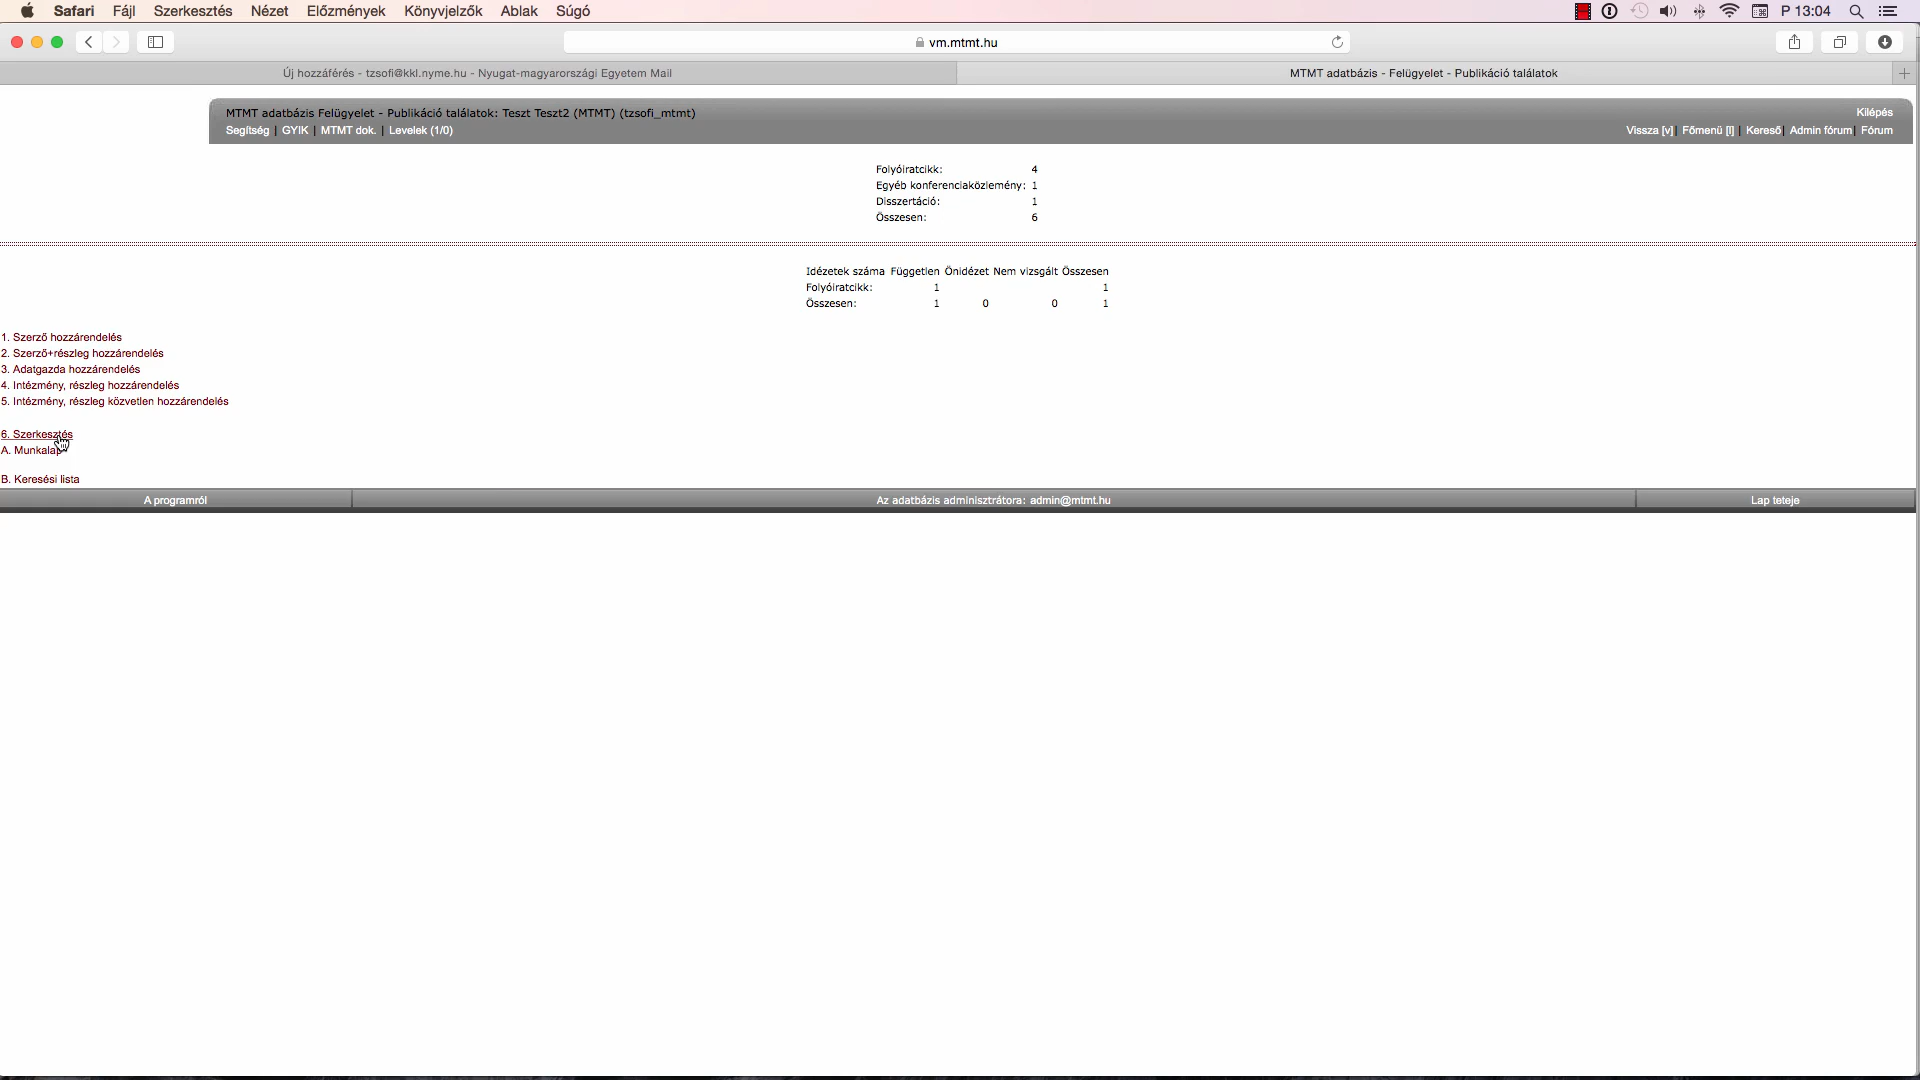 Safari Fájl Szerkesztés Nézet Előzmények Könyvjelzők Ablak Súgó P 13:04
vm.mtmt.hu
Új hozzáférés - tzsofi@kkl.nyme.hu - Nyugat-magyarországi Egyetem Mail MTMT adatbázis - Felügyelet - Publikáció találatok
MTMT adatbázis Felügyelet - Publikáció találatok: Teszt Teszt2 (MTMT) (tzsofi_mtmt) Kilépés
Segítség | GYIK | MTMT dok. | Levelek (1/0) Vissza [v] | Főmenü [l] | Kereső | Admin fórum | Fórum
Folyóiratcikk: 4
Egyéb konferenciaközlemény: 1
Disszertáció: 1
Összesen: 6
Idézetek száma Független Önidézet Nem vizsgált Összesen
Folyóiratcikk: 1 1
Összesen: 1 0 0 1
1. Szerző hozzárendelés
2. Szerző+részleg hozzárendelés
3. Adatgazda hozzárendelés
4. Intézmény, részleg hozzárendelés
5. Intézmény, részleg közvetlen hozzárendelés
6. Szerkesztés
A. Munkalap
B. Keresési lista
A programról Az adatbázis adminisztrátora: admin@mtmt.hu Lap teteje